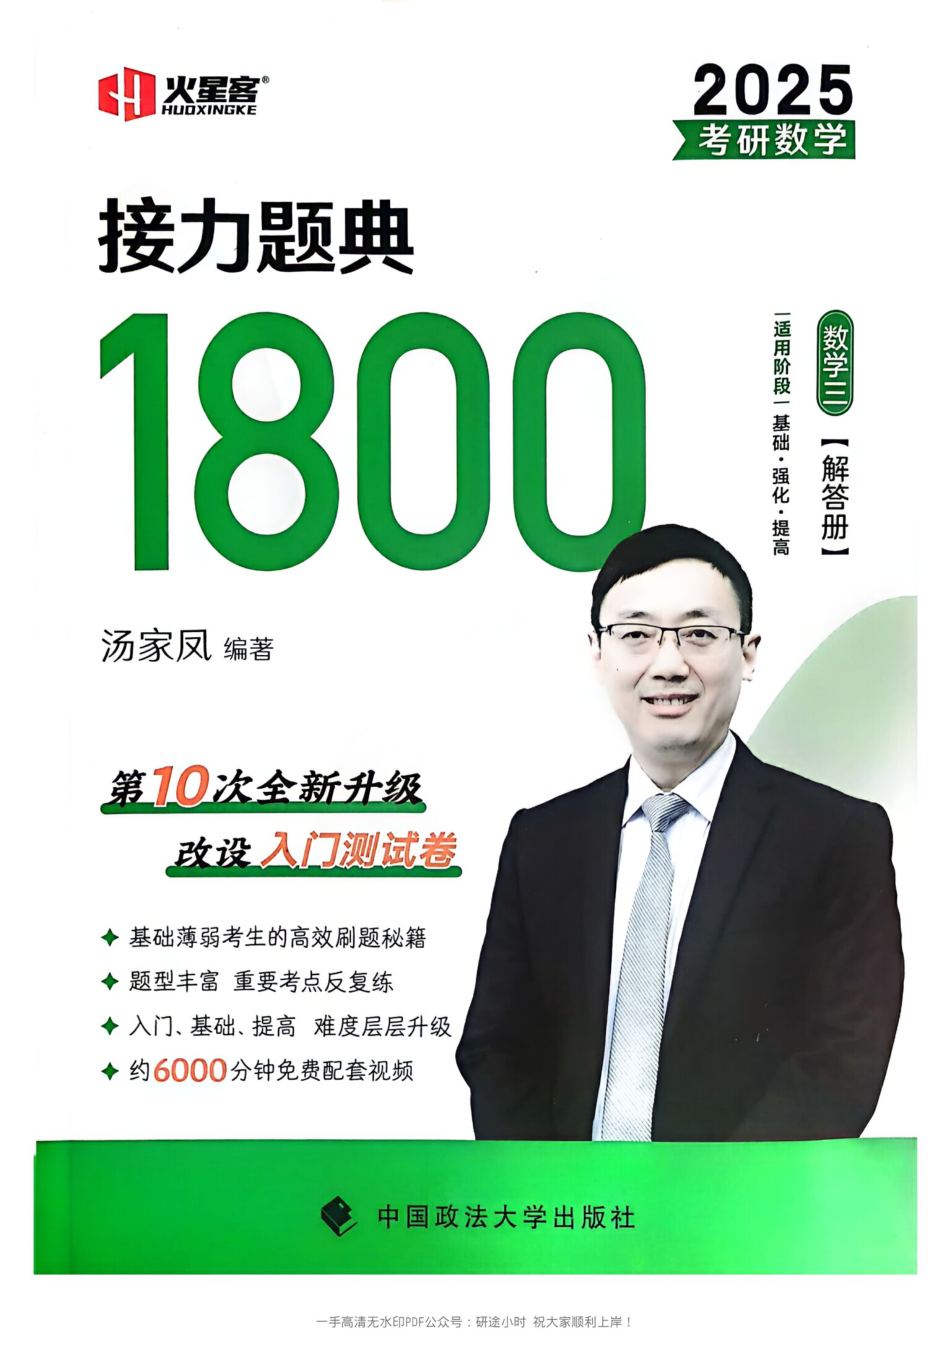 火星客®
HUOXINGKE
2025
考研数学
接力题典
1800
数学三
【解答册】
|适用阶段| 基础·强化·提高
汤家凤 编著
第10次全新升级
改设 入门测试卷
基础薄弱考生的高效刷题秘籍
题型丰富 重要考点反复练
入门、基础、提高 难度层层升级
约6000分钟免费配套视频
中国政法大学出版社
一手高清无水印PDF公众号：研途小时 祝大家顺利上岸！